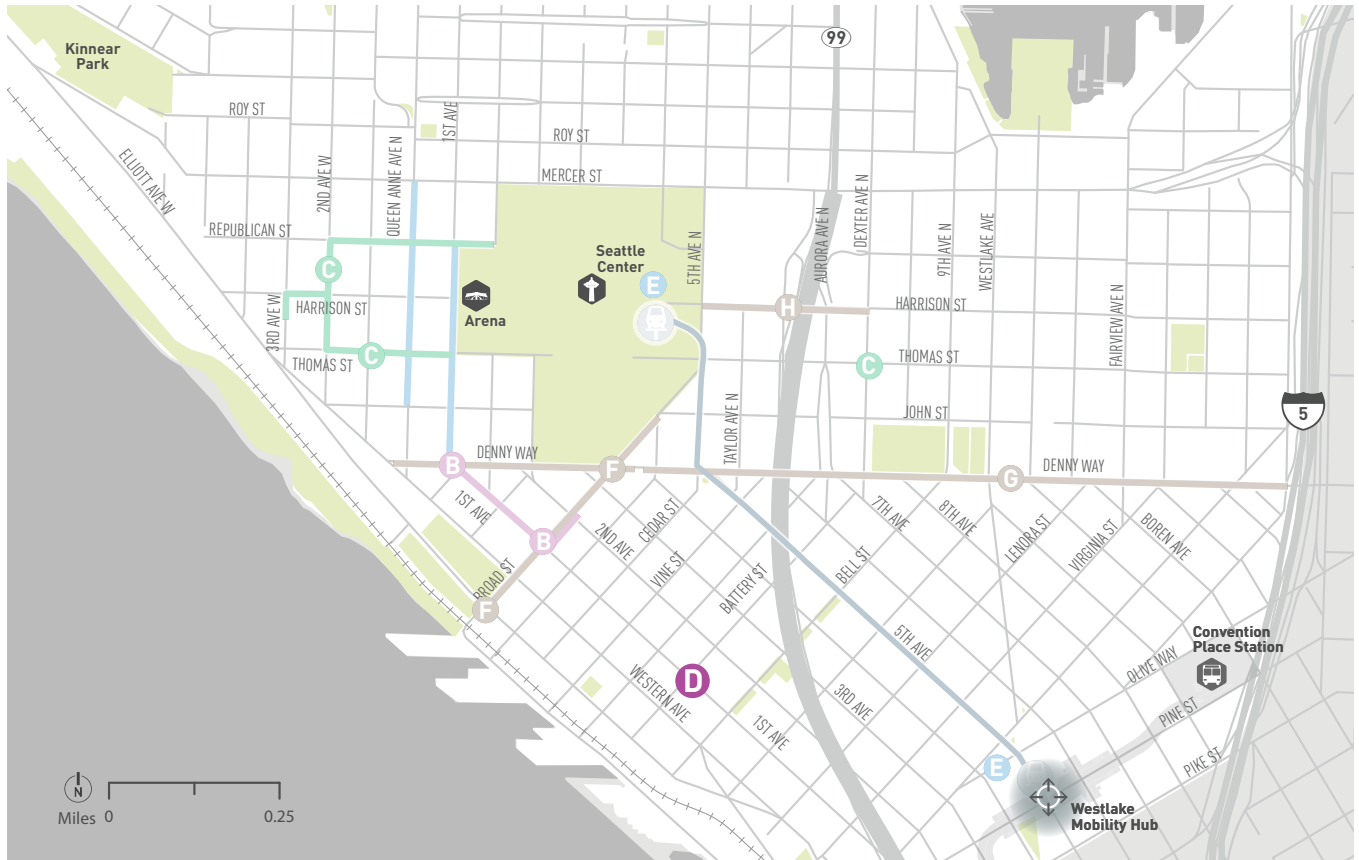 Kinnear
Park
99
ROY ST
1ST AVE
ROY ST
ELLIOTT AVE W
2ND AVE W
QUEEN ANNE AVE N
MERCER ST
REPUBLICAN ST
Seattle
Center
5TH AVE N
AURORA AVE N
DEXTER AVE N
9TH AVE N
WESTLAKE AVE
C
E
3RD AVE W
HARRISON ST
Arena
H
HARRISON ST
FAIRVIEW AVE N
THOMAS ST
C
C
THOMAS ST
TAYLOR AVE N
JOHN ST
5
B
DENNY WAY
F
G
DENNY WAY
1ST AVE
B
2ND AVE
CEDAR ST
VINE ST
BATTERY ST
BELL ST
7TH AVE
8TH AVE
LENORA ST
VIRGINIA ST
BOREN AVE
BROAD ST
F
5TH AVE
Convention
Place Station
OLIVE WAY
D
WESTERN AVE
1ST AVE
3RD AVE
PINE ST
PIKE ST
E
Westlake
Mobility Hub
N
Miles 0 0.25